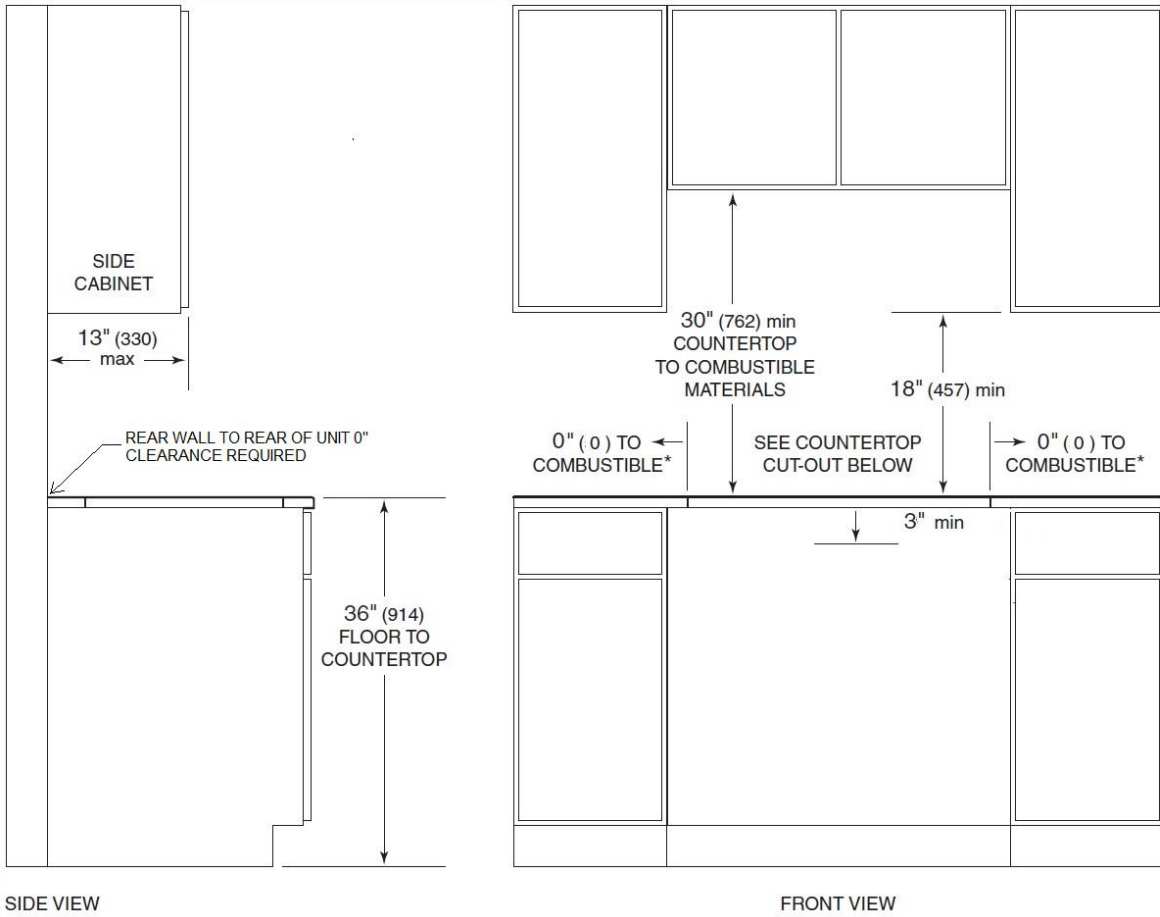 SIDE
CABINET
13" (330)
max
REAR WALL TO REAR OF UNIT 0"
CLEARANCE REQUIRED
36" (914)
FLOOR TO
COUNTERTOP
SIDE VIEW
30" (762) min
COUNTERTOP
TO COMBUSTIBLE
MATERIALS
18" (457) min
0" ( 0 ) TO
COMBUSTIBLE*
SEE COUNTERTOP
CUT-OUT BELOW
0" ( 0 ) TO
COMBUSTIBLE*
3" min
FRONT VIEW